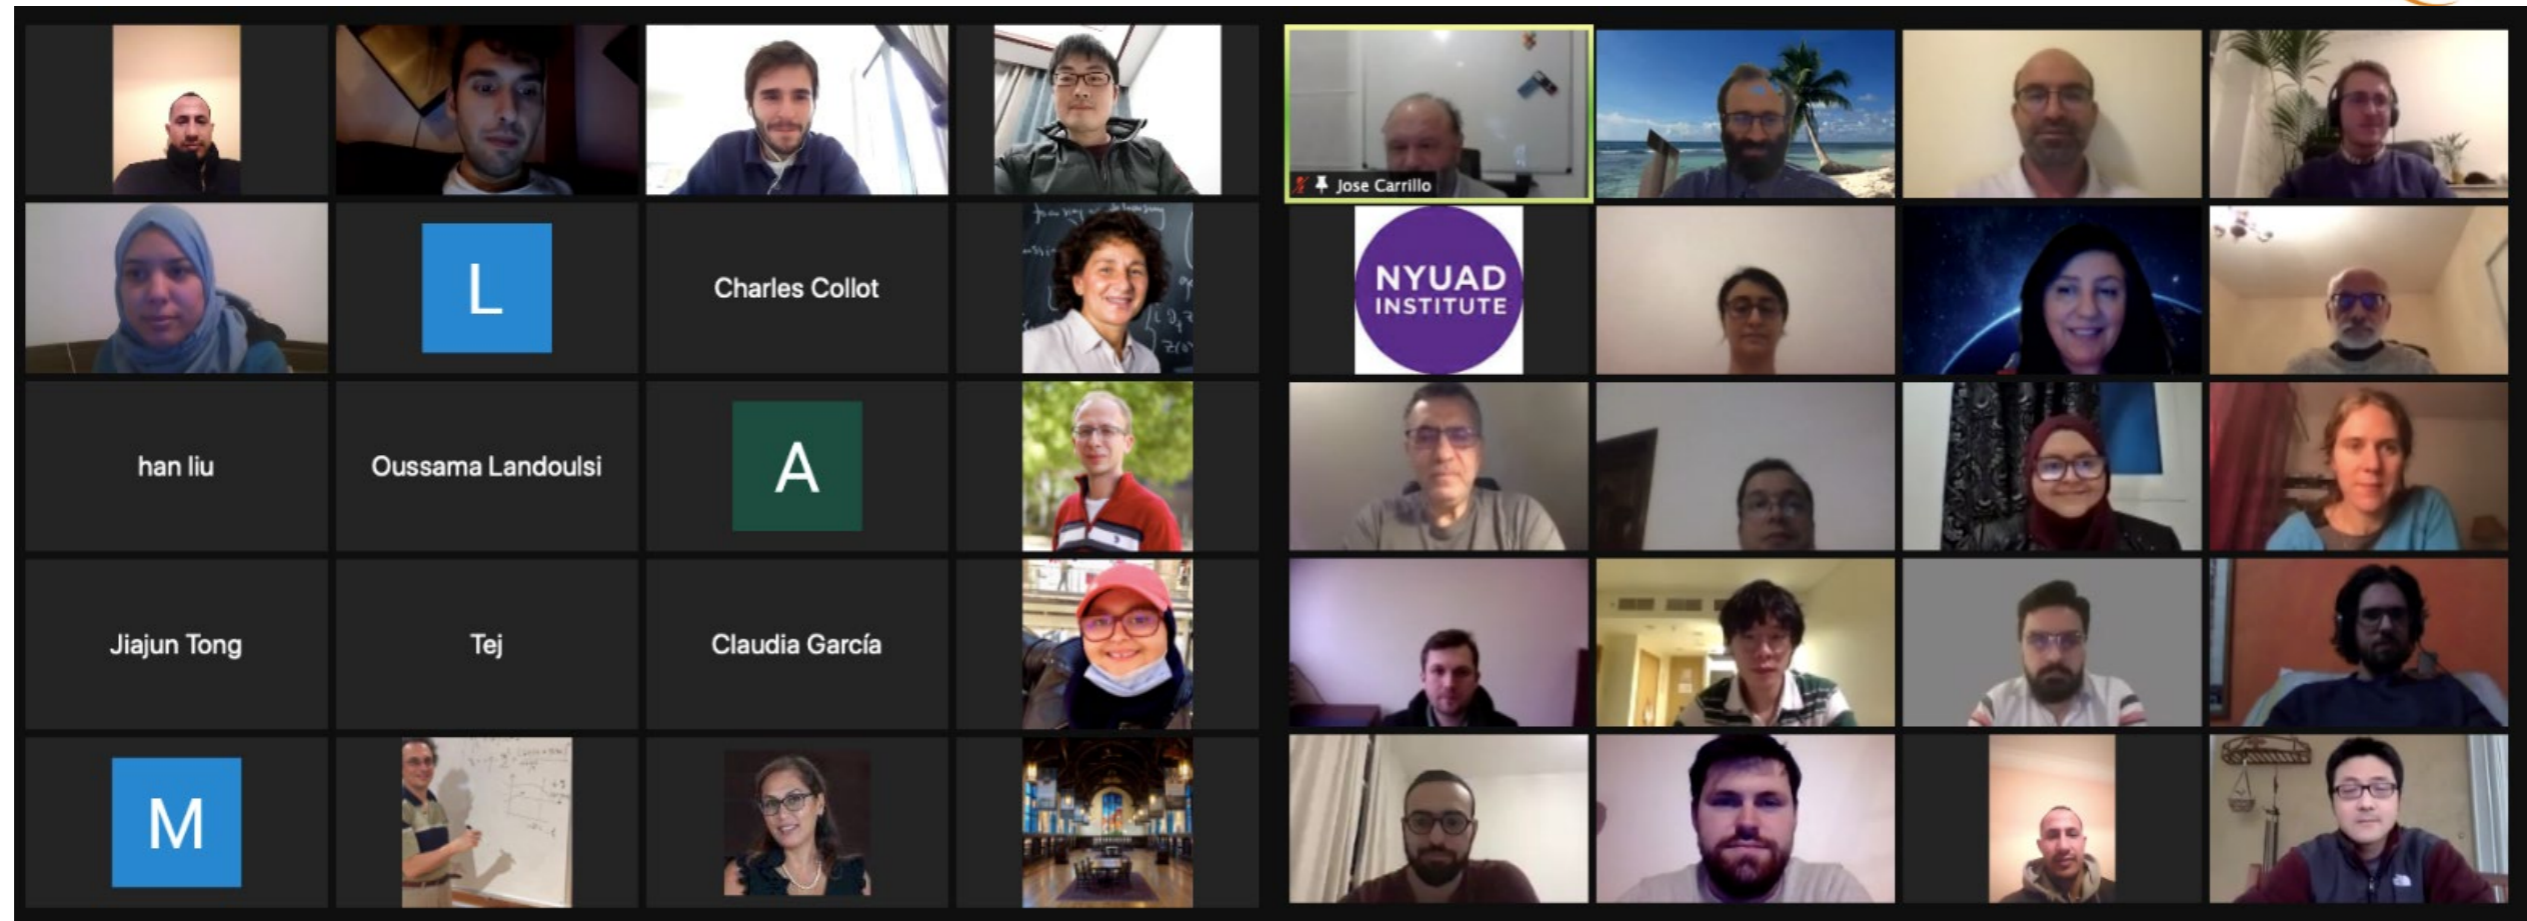 Jose Carrillo
L
Charles Collot
NYUAD
INSTITUTE
han liu
Oussama Landoulsi
A
Jiajun Tong
Tej
Claudia García
M